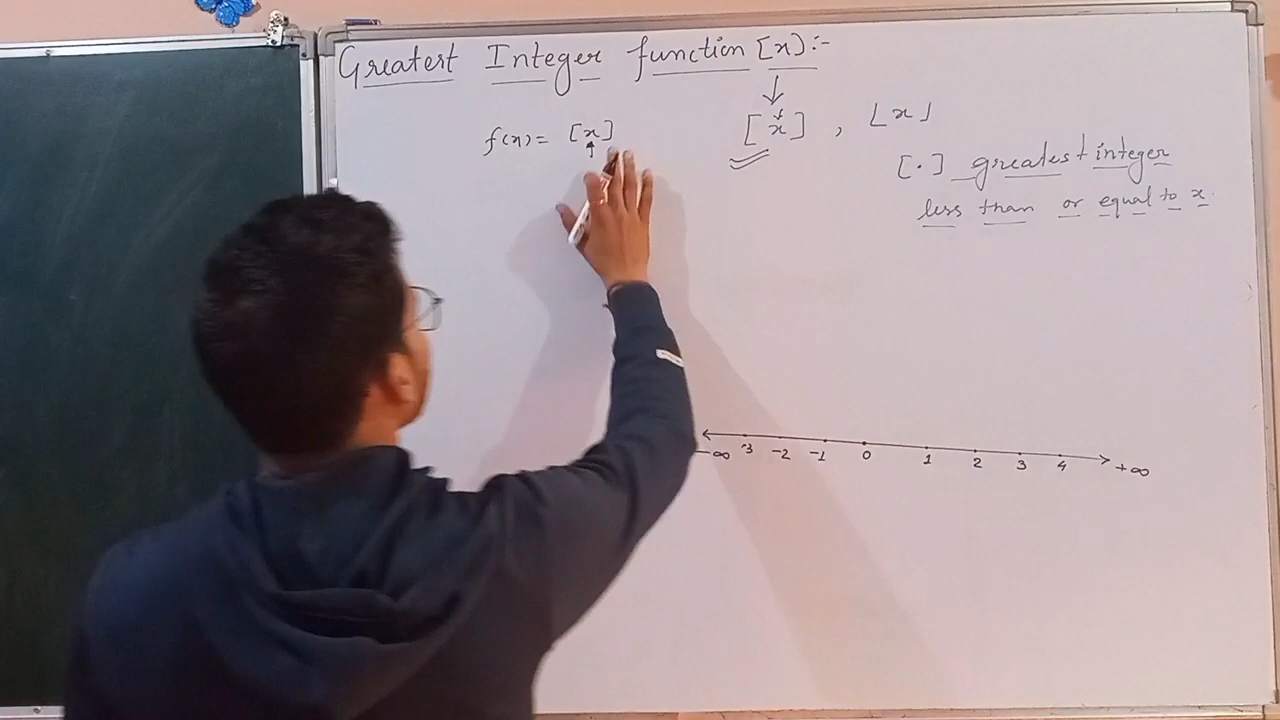 Greatest Integer function [x]:-
f(x) = [x]
[x] , ⌊x⌋
[.] greatest integer
less than or equal to x.
-∞ -3 -2 -1 0 1 2 3 4 +∞